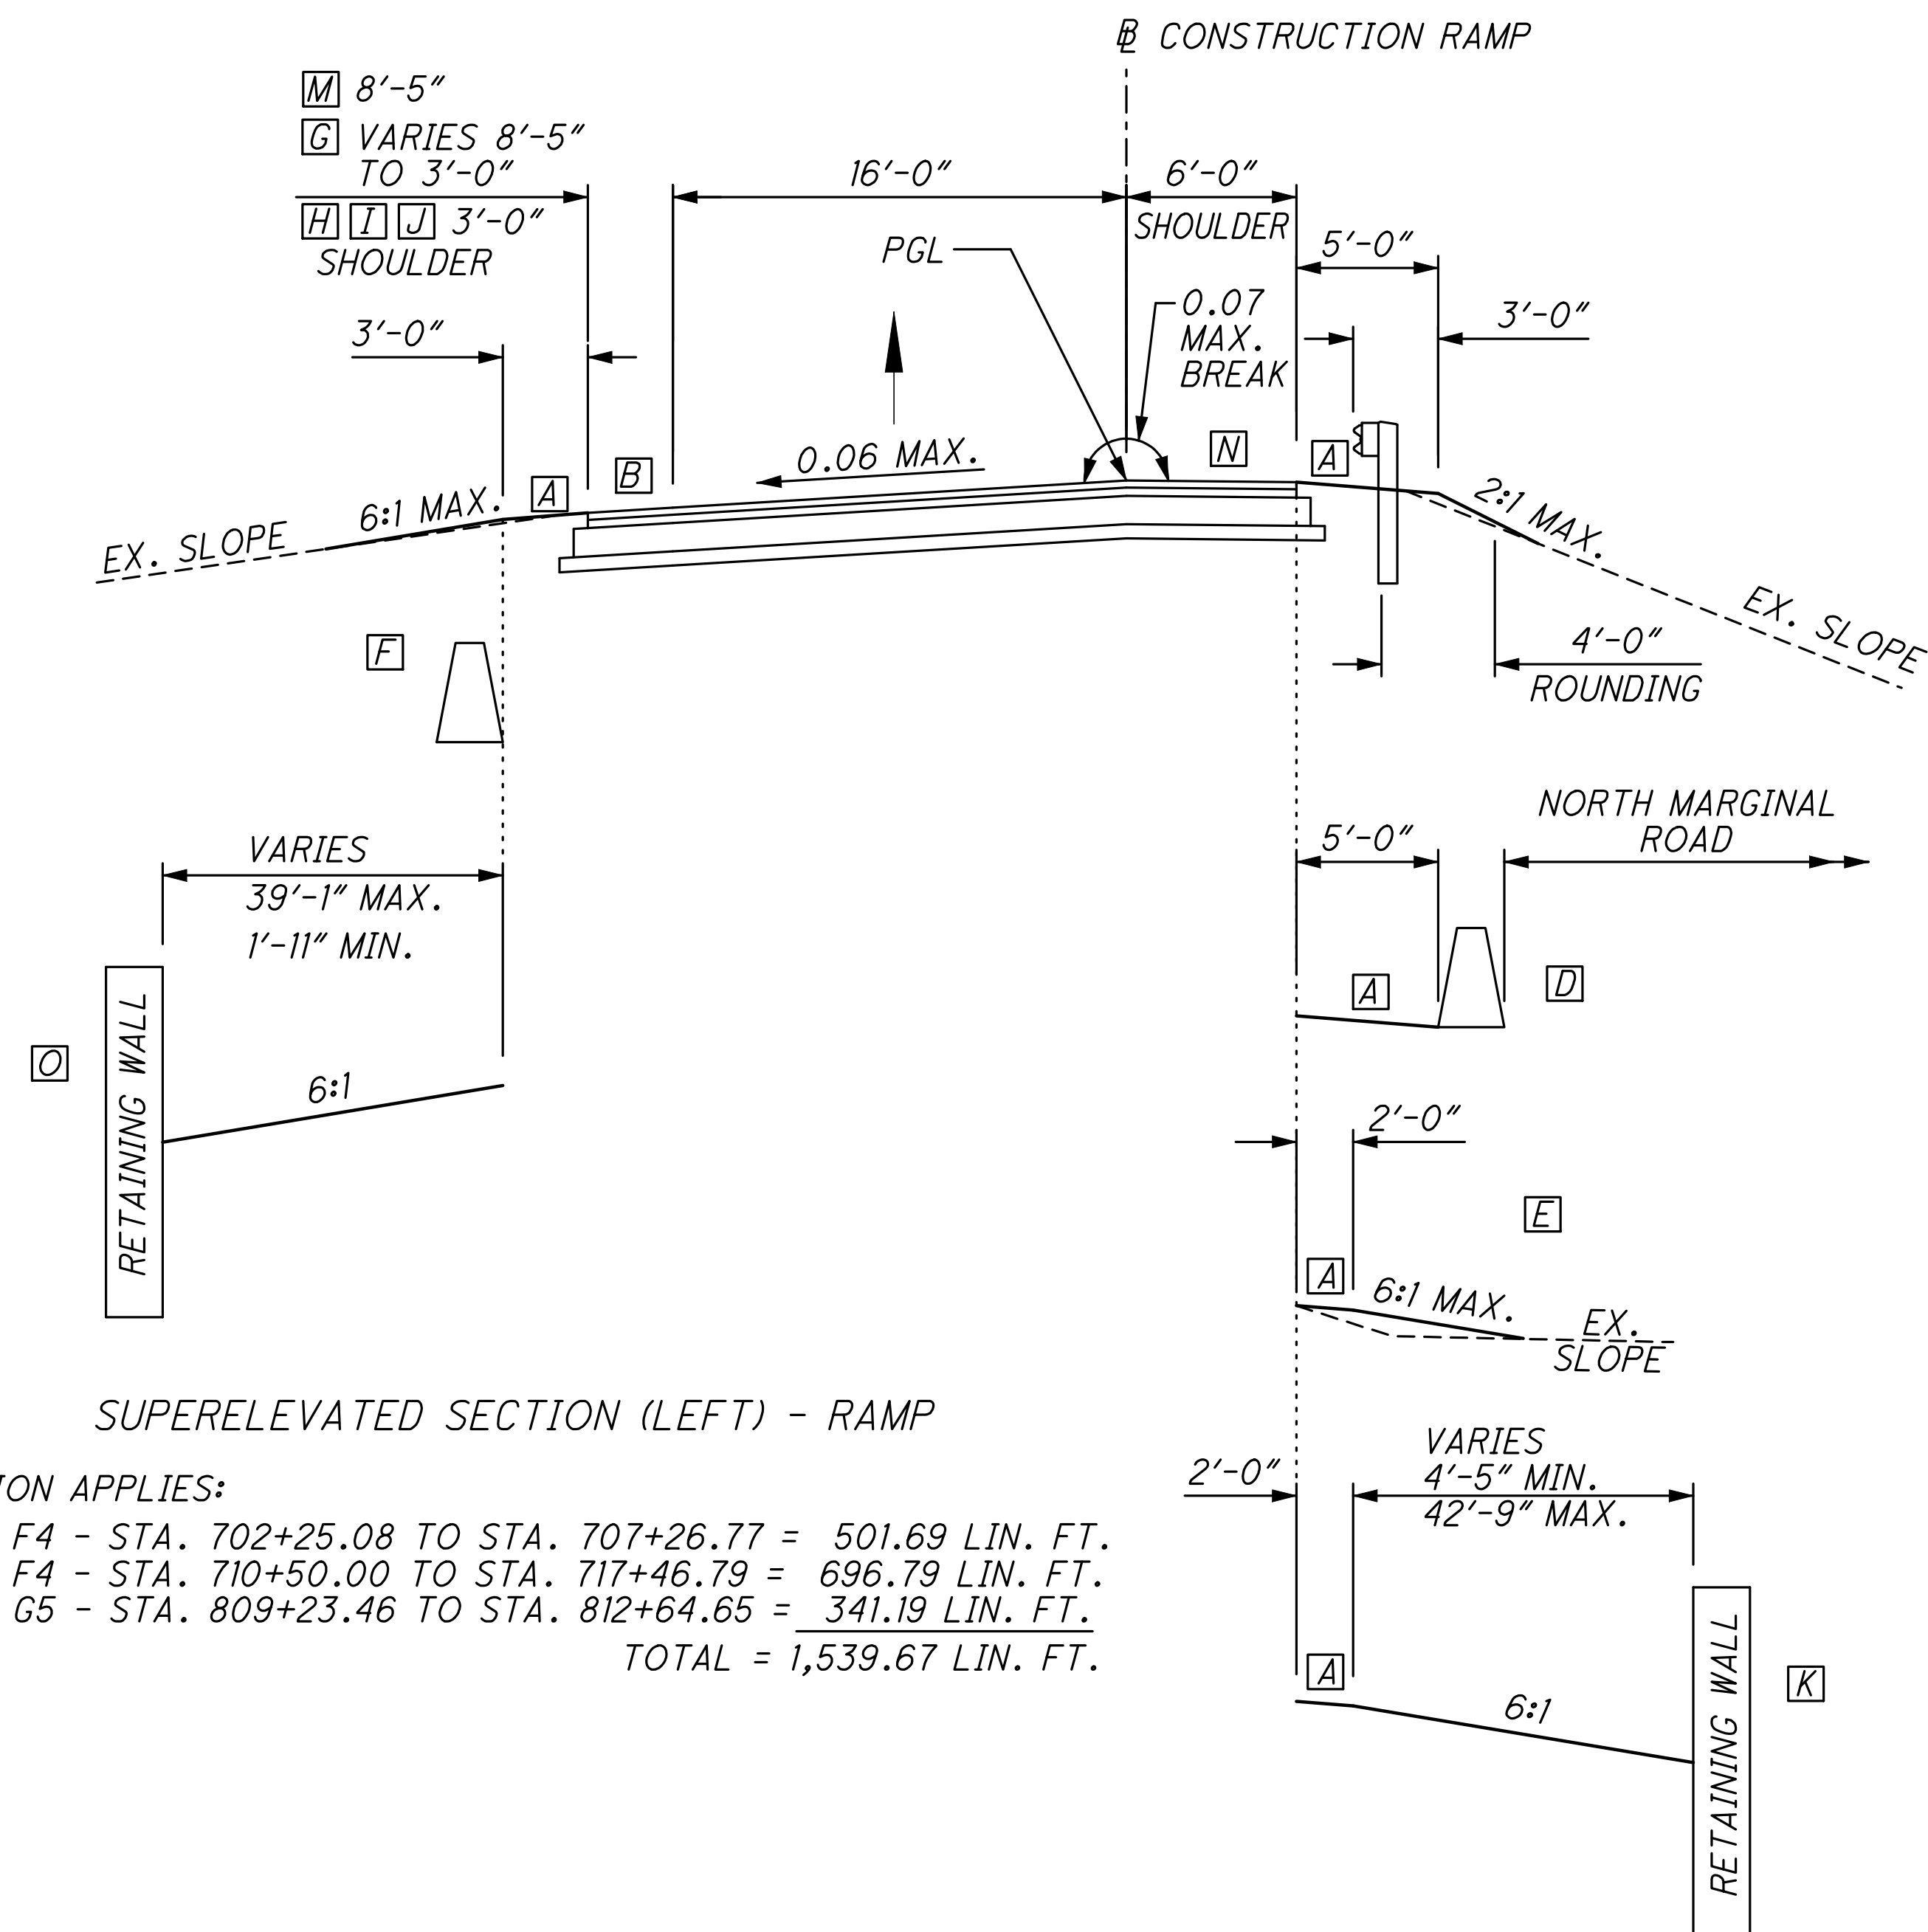 ℄ CONSTRUCTION RAMP
M 8'-5"
G VARIES 8'-5"
TO 3'-0"
H I J 3'-0"
SHOULDER
16'-0"
6'-0"
SHOULDER
PGL
5'-0"
3'-0"
0.07
MAX.
BREAK
3'-0"
0.06 MAX.
N
A
B
A
6:1 MAX.
EX. SLOPE
2:1 MAX.
EX. SLOPE
F
4'-0"
ROUNDING
VARIES
39'-1" MAX.
1'-11" MIN.
5'-0"
NORTH MARGINAL
ROAD
A
D
O
RETAINING WALL
6:1
2'-0"
E
A
6:1 MAX.
EX.
SLOPE
SUPERELEVATED SECTION (LEFT) - RAMP
APPLIES:
F4 - STA. 702+25.08 TO STA. 707+26.77 = 501.69 LIN. FT.
F4 - STA. 710+50.00 TO STA. 717+46.79 = 696.79 LIN. FT.
G5 - STA. 809+23.46 TO STA. 812+64.65 = 341.19 LIN. FT.
TOTAL = 1,539.67 LIN. FT.
2'-0"
VARIES
4'-5" MIN.
42'-9" MAX.
A
6:1
RETAINING WALL
K